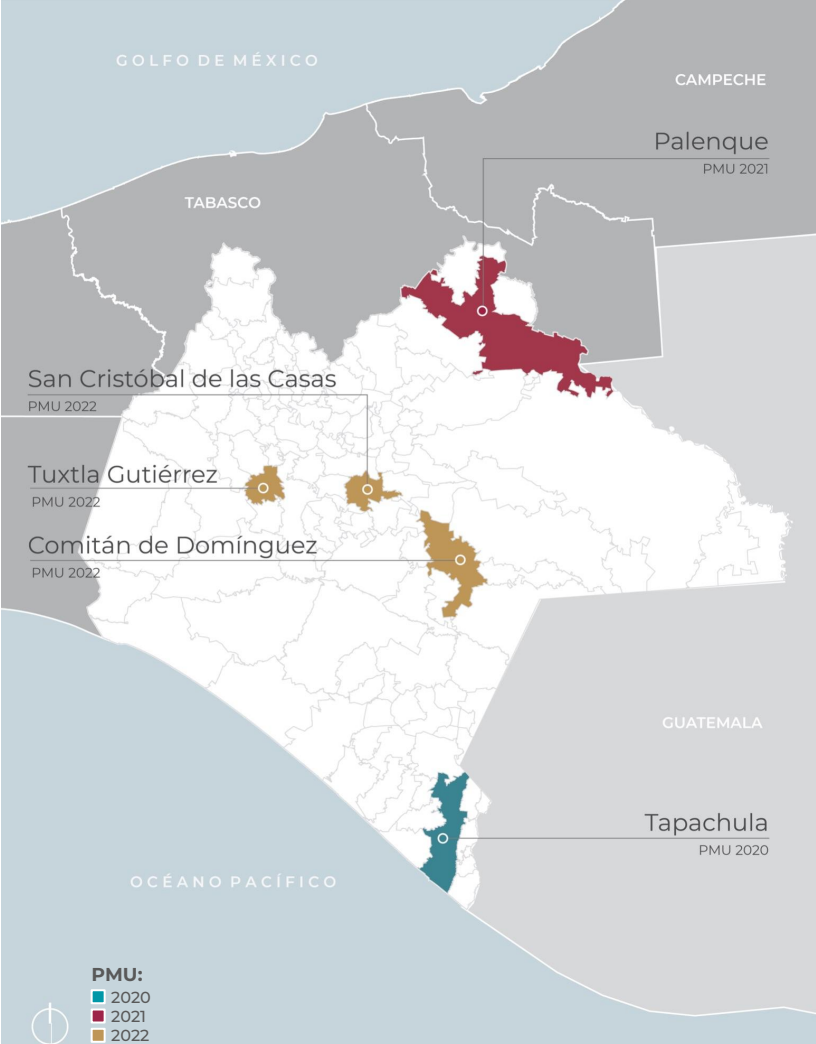 GOLFO DE MÉXICO
CAMPECHE
Palenque
PMU 2021
TABASCO
San Cristóbal de las Casas
PMU 2022
Tuxtla Gutiérrez
PMU 2022
Comitán de Domínguez
PMU 2022
GUATEMALA
Tapachula
PMU 2020
OCÉANO PACÍFICO
PMU:
2020
2021
2022